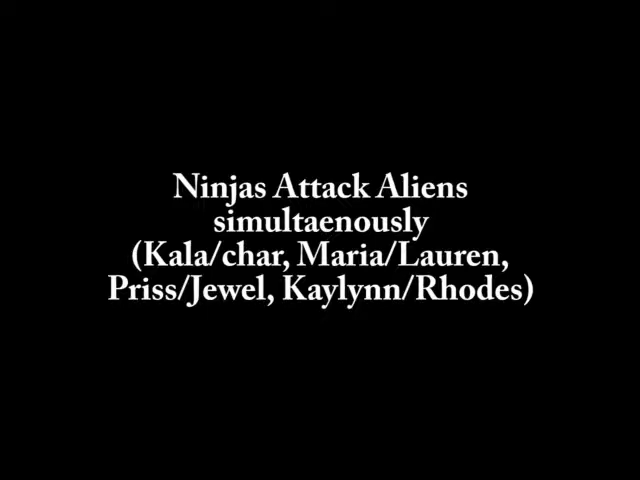 Ninjas Attack Aliens
simultaenously
(Kala/char, Maria/Lauren,
Priss/Jewel, Kaylynn/Rhodes)